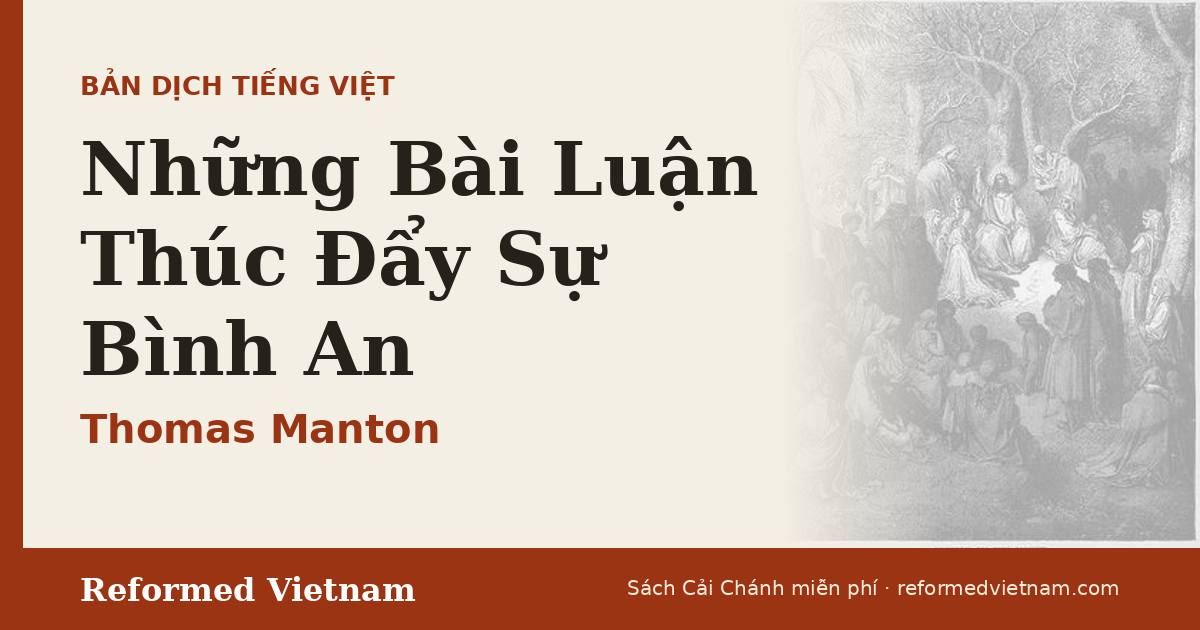 BẢN DỊCH TIẾNG VIỆT
Những Bài Luận
Thúc Đẩy Sự
Bình An
Thomas Manton
Reformed Vietnam
Sách Cải Chánh miễn phí · reformedvietnam.com